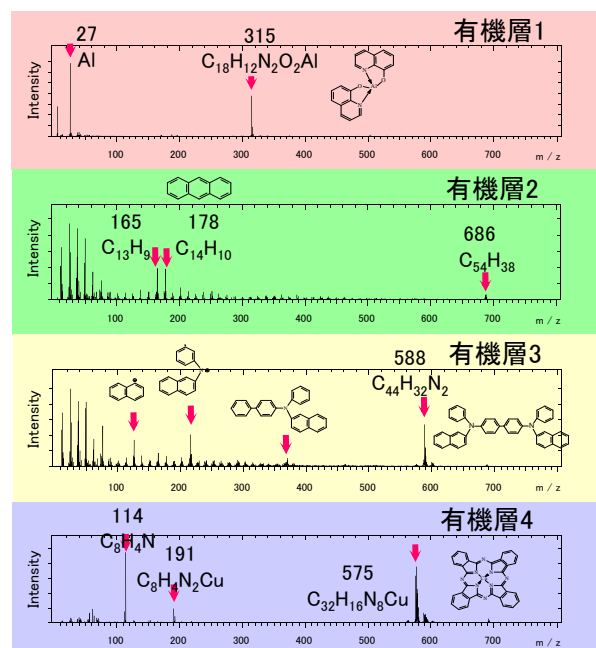 有機層1
27
Al
315
C18H12N2O2Al
Intensity
100 200 300 400 500 600 700 m / z
有機層2
165
C13H9
178
C14H10
686
C54H38
Intensity
100 200 300 400 500 600 700 m / z
有機層3
588
C44H32N2
Intensity
100 200 300 400 500 600 700 m / z
有機層4
114
C8H4N
191
C8H4N2Cu
575
C32H16N8Cu
Intensity
100 200 300 400 500 600 700 m / z